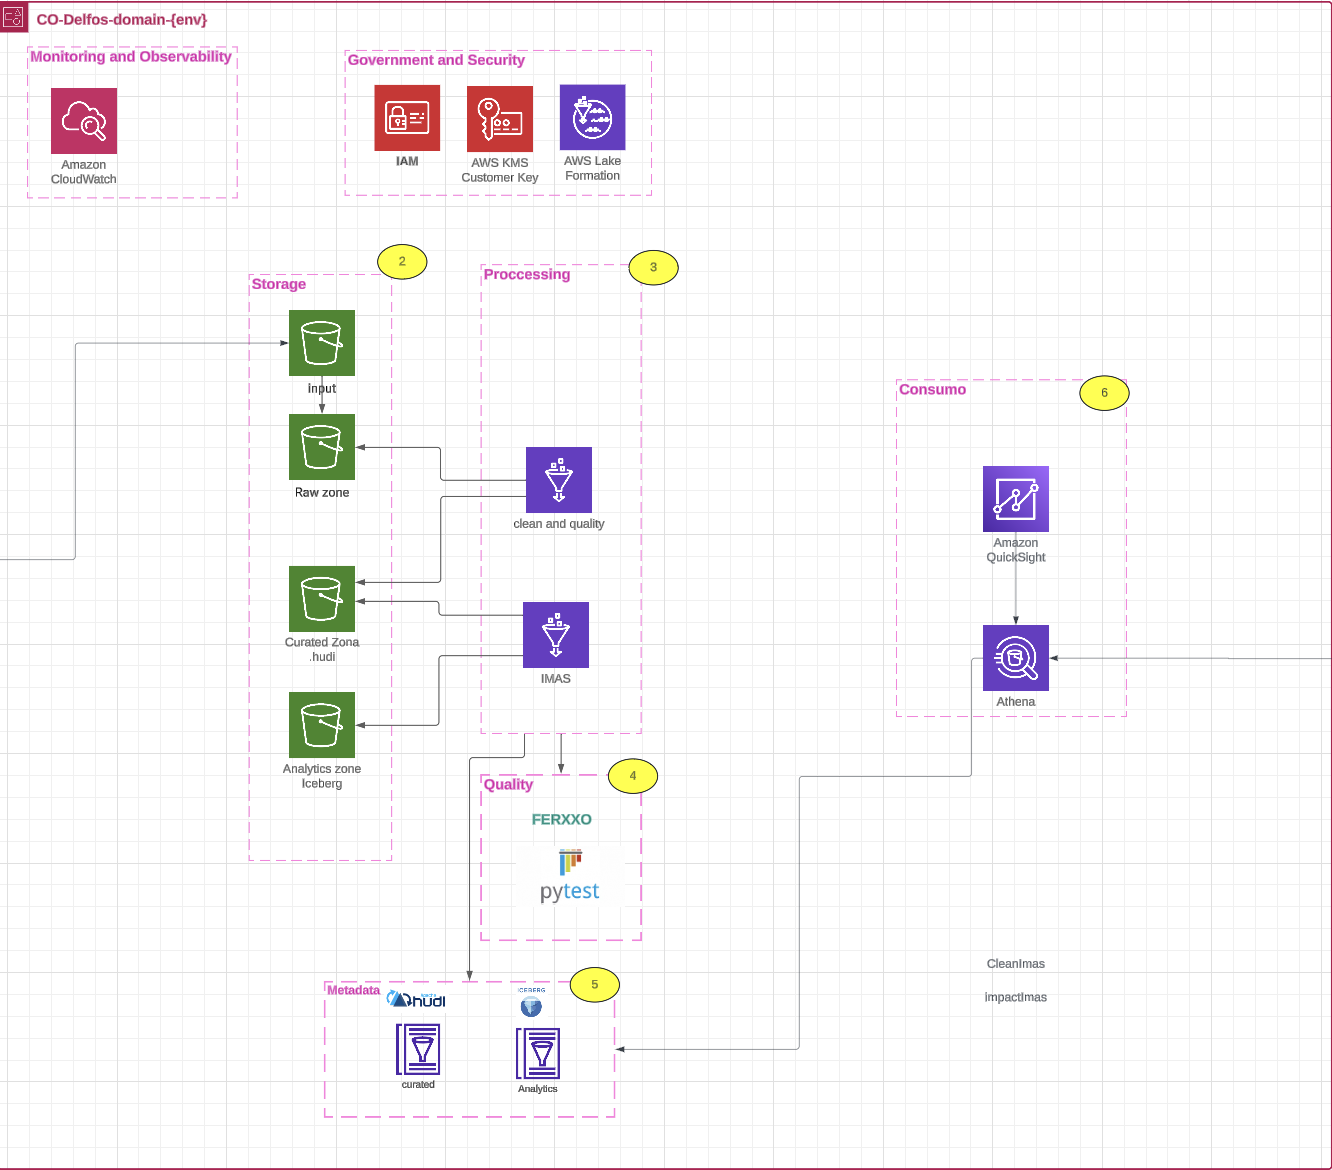 CO-Delfos-domain-{env}
Monitoring and Observability
Amazon
CloudWatch
Government and Security
IAM
AWS KMS
Customer Key
AWS Lake
Formation
2
Storage
input
Raw zone
Curated Zona
.hudi
Analytics zone
Iceberg
3
Proccessing
clean and quality
IMAS
4
Quality
FERXXO
pytest
5
Metadata
hudi
ICEBERG
curated
Analytics
6
Consumo
Amazon
QuickSight
Athena
CleanImas
impactImas